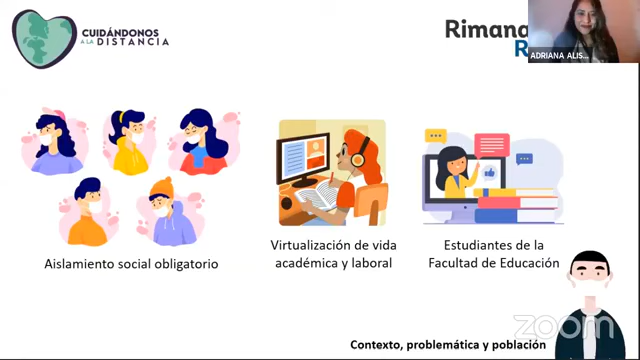 CUIDÁNDONOS
A LA DISTANCIA
Rimana
R
ADRIANA ALIS...
Aislamiento social obligatorio
Virtualización de vida
académica y laboral
Estudiantes de la
Facultad de Educación
zoom
Contexto, problemática y población